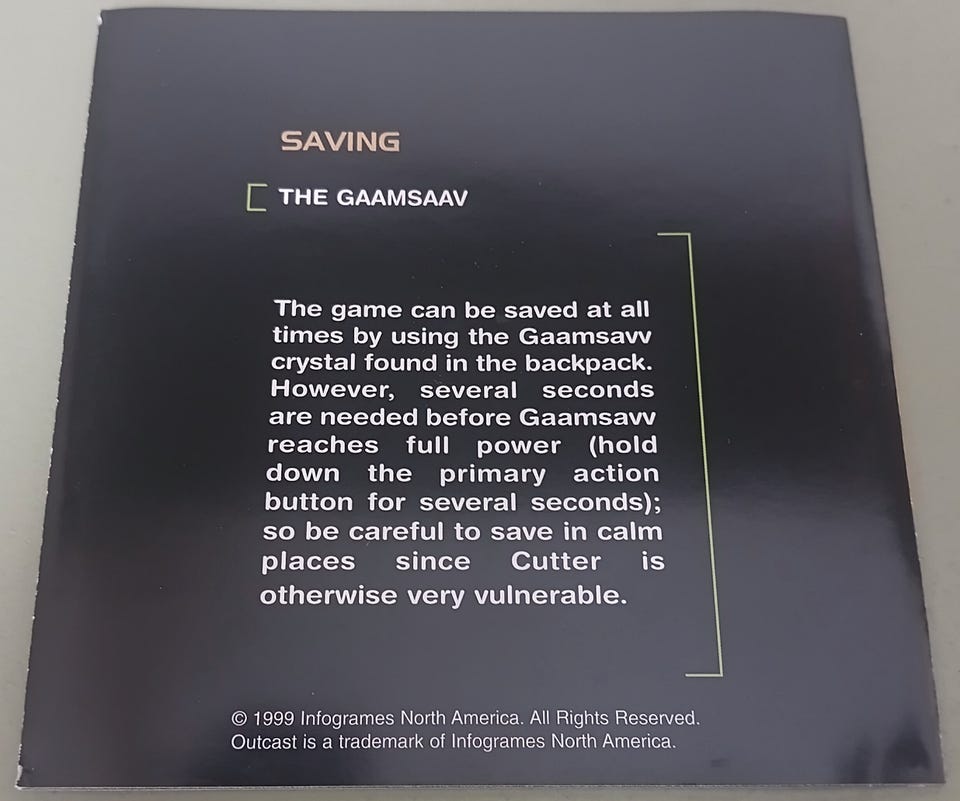 SAVING
THE GAAMSAAV
The game can be saved at all
times by using the Gaamsavv
crystal found in the backpack.
However, several seconds
are needed before Gaamsavv
reaches full power (hold
down the primary action
button for several seconds);
so be careful to save in calm
places since Cutter is
otherwise very vulnerable.
© 1999 Infogrames North America. All Rights Reserved.
Outcast is a trademark of Infogrames North America.